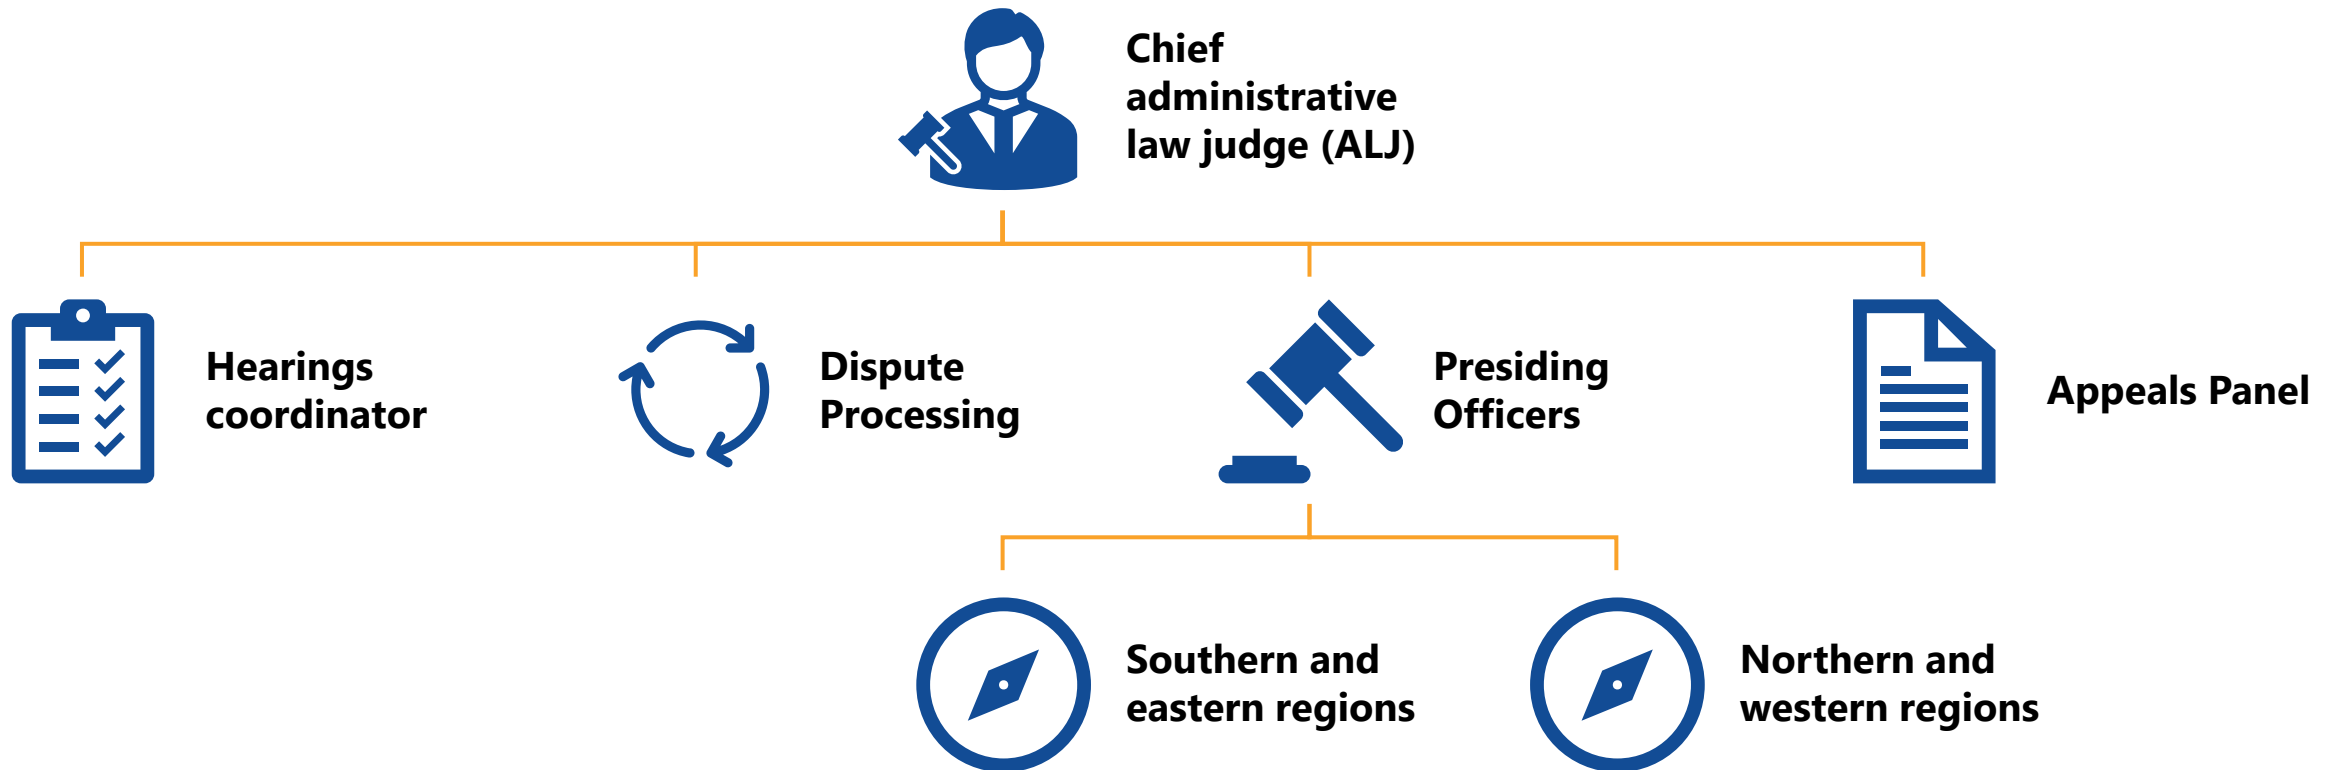 Chief
administrative
law judge (ALJ)
Hearings
coordinator
Dispute
Processing
Presiding
Officers
Appeals Panel
Southern and
eastern regions
Northern and
western regions